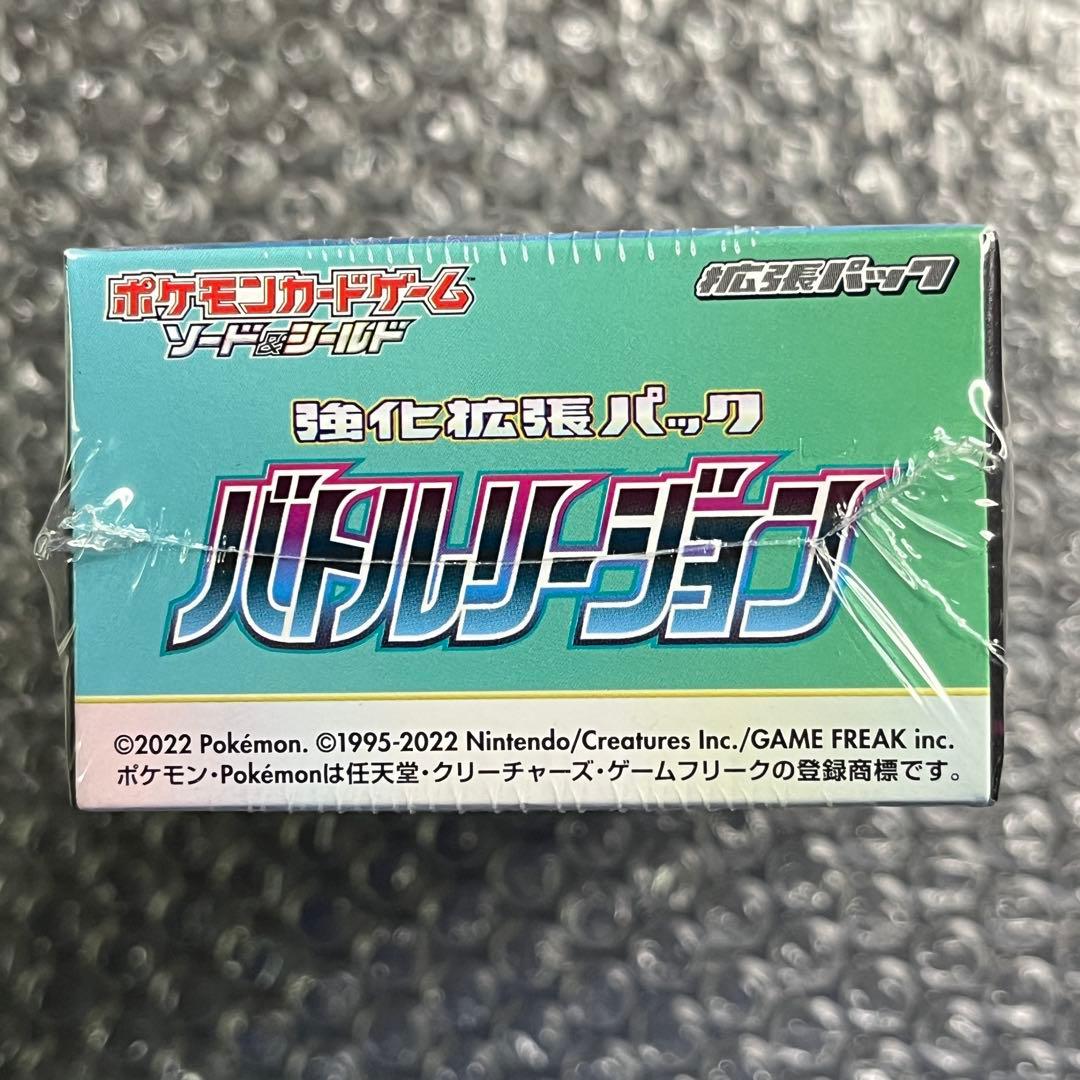 ポケモンカードゲーム™
ソード&シールド
拡張パック
強化拡張パック
バトルリージョン
©2022 Pokémon. ©1995-2022 Nintendo/Creatures Inc./GAME FREAK inc.
ポケモン・Pokémonは任天堂・クリーチャーズ・ゲームフリークの登録商標です。